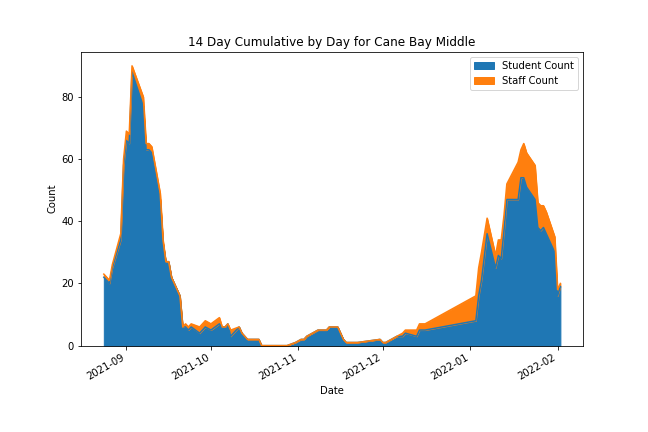 14 Day Cumulative by Day for Cane Bay Middle
Student Count
Staff Count
Count
80
60
40
20
0
2021-09
2021-10
2021-11
2021-12
2022-01
2022-02
Date